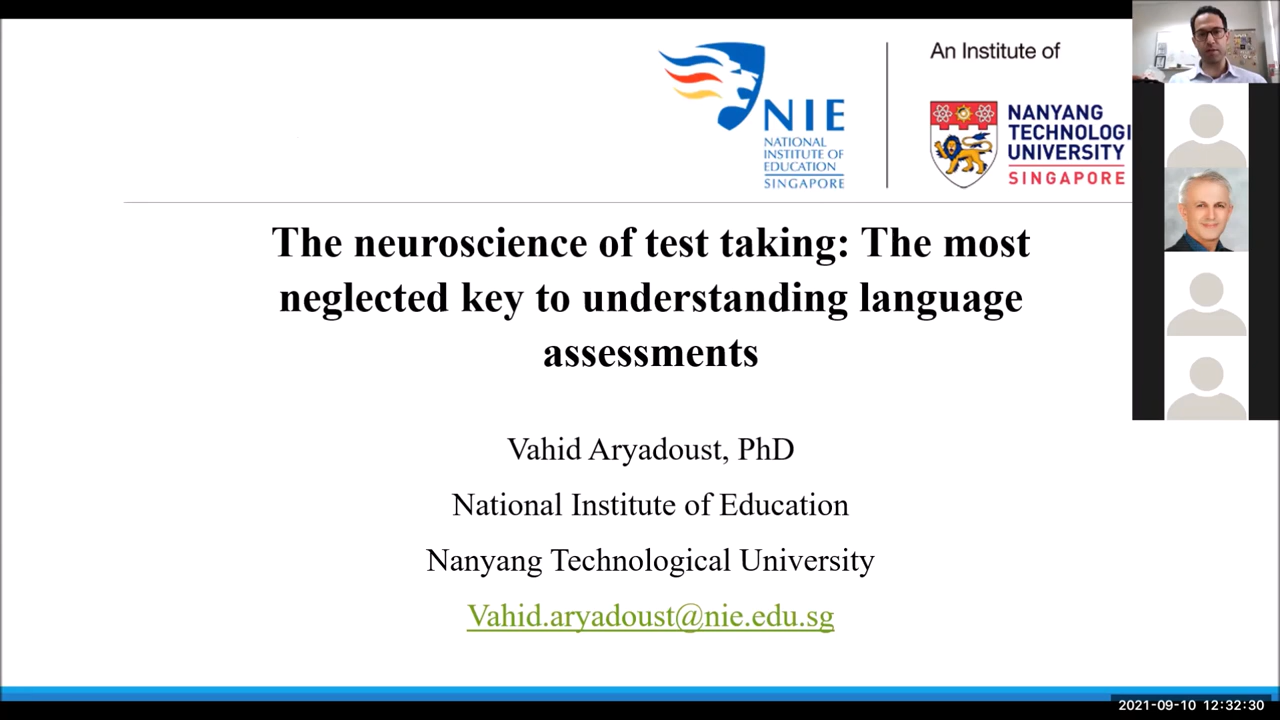 An Institute of
NIE
NATIONAL
INSTITUTE OF
EDUCATION
SINGAPORE
NANYANG
TECHNOLOGI
UNIVERSITY
SINGAPORE
The neuroscience of test taking: The most
neglected key to understanding language
assessments
Vahid Aryadoust, PhD
National Institute of Education
Nanyang Technological University
Vahid.aryadoust@nie.edu.sg
2021-09-10 12:32:30